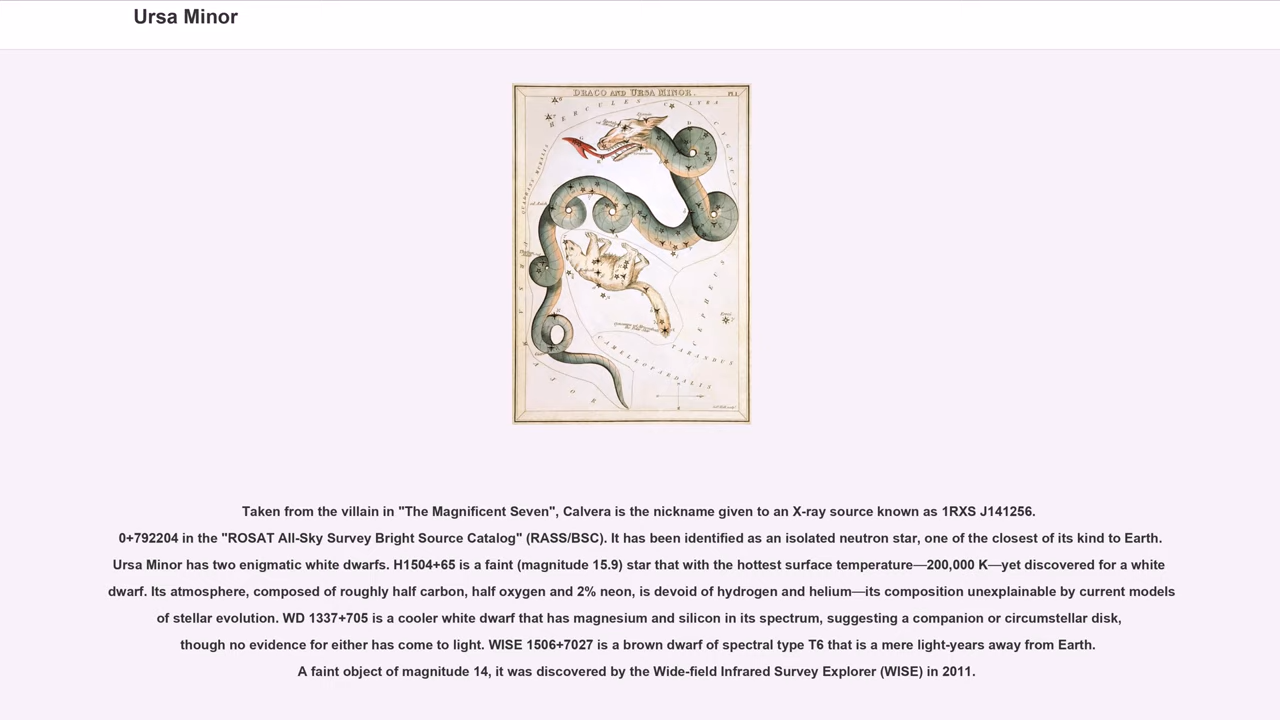 Ursa Minor
DRACO AND URSA MINOR.
Pl.1
HERCULES
LYRA
CYGNUS
CEPHEUS
TARANDUS
CAMELEOPARDALIS
Taken from the villain in "The Magnificent Seven", Calvera is the nickname given to an X-ray source known as 1RXS J141256.
0+792204 in the "ROSAT All-Sky Survey Bright Source Catalog" (RASS/BSC). It has been identified as an isolated neutron star, one of the closest of its kind to Earth.
Ursa Minor has two enigmatic white dwarfs. H1504+65 is a faint (magnitude 15.9) star that with the hottest surface temperature—200,000 K—yet discovered for a white
dwarf. Its atmosphere, composed of roughly half carbon, half oxygen and 2% neon, is devoid of hydrogen and helium—its composition unexplainable by current models
of stellar evolution. WD 1337+705 is a cooler white dwarf that has magnesium and silicon in its spectrum, suggesting a companion or circumstellar disk,
though no evidence for either has come to light. WISE 1506+7027 is a brown dwarf of spectral type T6 that is a mere light-years away from Earth.
A faint object of magnitude 14, it was discovered by the Wide-field Infrared Survey Explorer (WISE) in 2011.